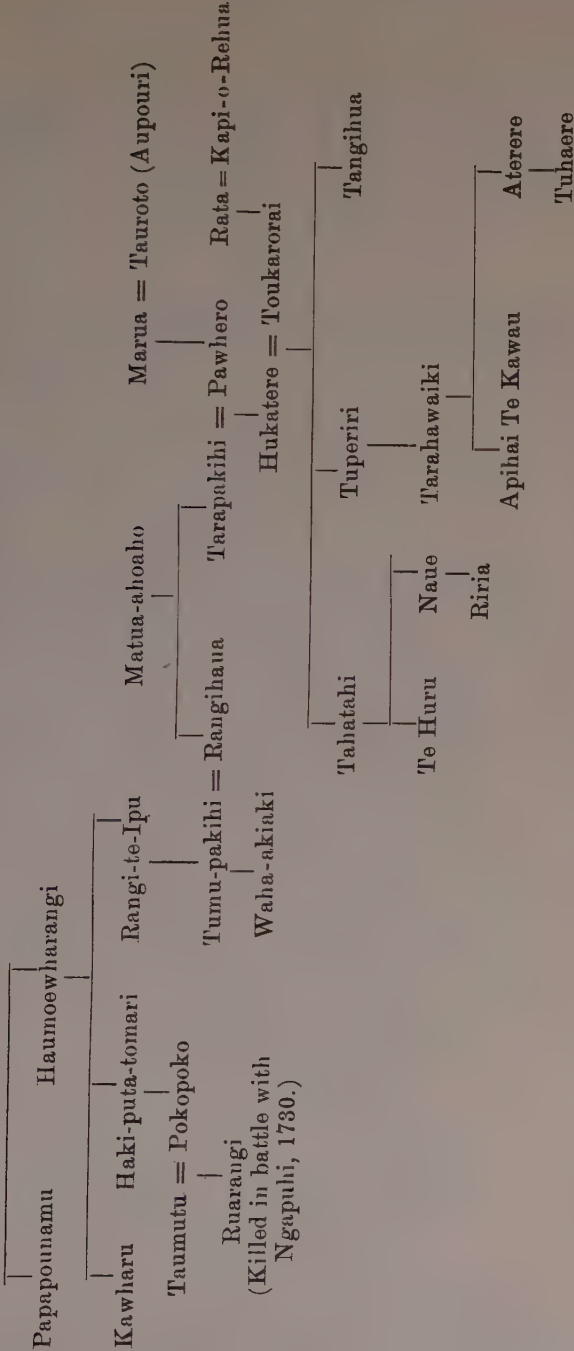 Papapounamu Haumoewharangi
Kawharu Haki-puta-tomari Rangi-te-Ipu Matua-ahoaho Marua = Tauroto (Aupouri)
Taumutu = Pokopoko
Tumu-pakihi = Rangihaua Tarapakihi = Pawhero Rata = Kapi-o-Rehua
Ruarangi
(Killed in battle with
Ngapuhi, 1730.)
Waha-akiaki
Hukatere = Toukarorai
Tahatahi Tuperiri Tangihua
Te Huru Naue Tarahawaiki
Riria
Apihai Te Kawau Aterere
Tuhaere